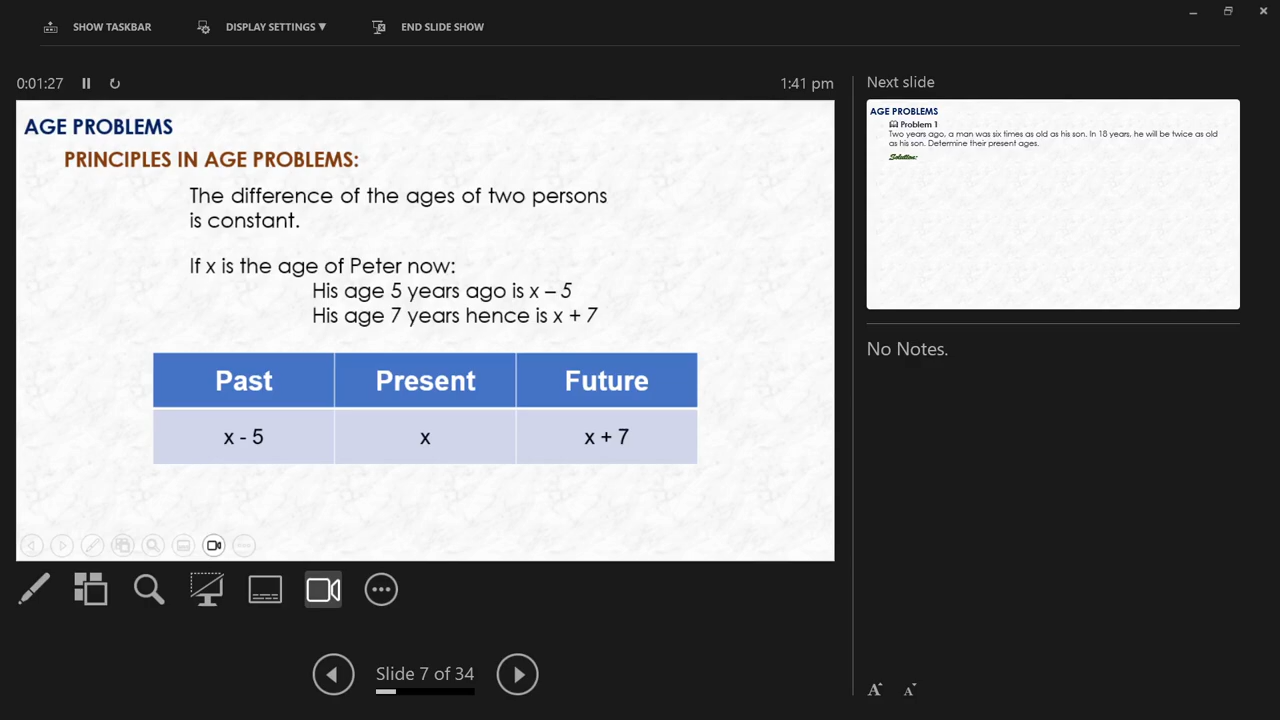 SHOW TASKBAR
DISPLAY SETTINGS ▼
END SLIDE SHOW
0:01:27
1:41 pm
AGE PROBLEMS
PRINCIPLES IN AGE PROBLEMS:
The difference of the ages of two persons
is constant.
If x is the age of Peter now:
His age 5 years ago is x – 5
His age 7 years hence is x + 7
Past Present Future
x - 5 x x + 7
Slide 7 of 34
Next slide
AGE PROBLEMS
Problem 1
Two years ago, a man was six times as old as his son. In 18 years, he will be twice as old
as his son. Determine their present ages.
Solution:
No Notes.
A A